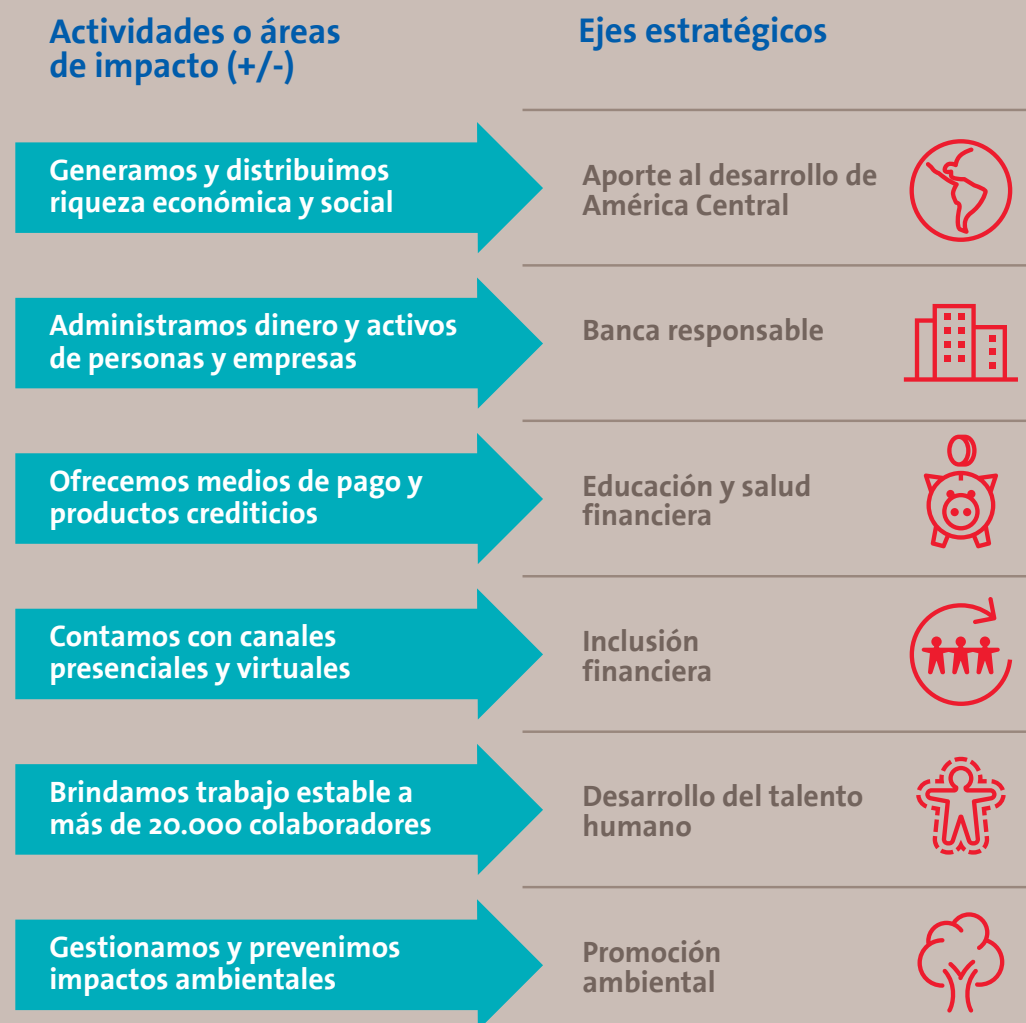 Actividades o áreas
de impacto (+/-)
Ejes estratégicos
Generamos y distribuimos
riqueza económica y social
Aporte al desarrollo de
América Central
Administramos dinero y activos
de personas y empresas
Banca responsable
Ofrecemos medios de pago y
productos crediticios
Educación y salud
financiera
Contamos con canales
presenciales y virtuales
Inclusión
financiera
Brindamos trabajo estable a
más de 20.000 colaboradores
Desarrollo del talento
humano
Gestionamos y prevenimos
impactos ambientales
Promoción
ambiental